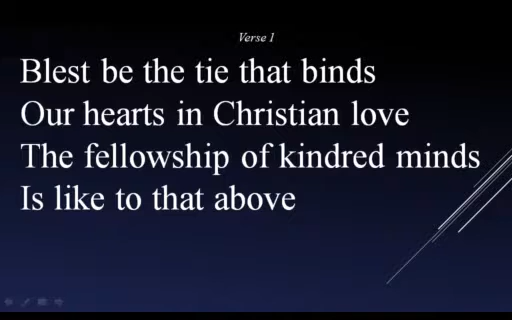 Verse 1
Blest be the tie that binds
Our hearts in Christian love
The fellowship of kindred minds
Is like to that above